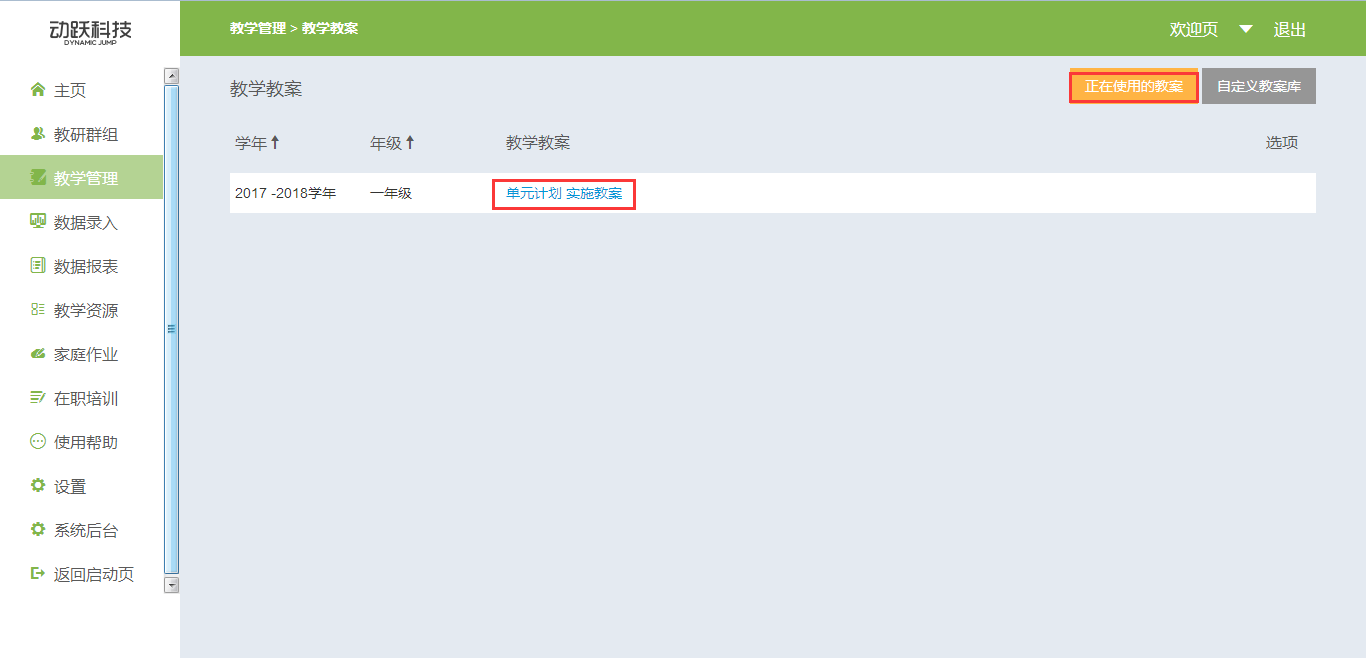 动跃科技
DYNAMIC JUMP
教学管理 > 教学教案
欢迎页
退出
主页
教研群组
教学管理
数据录入
数据报表
教学资源
家庭作业
在职培训
使用帮助
设置
系统后台
返回启动页
教学教案
正在使用的教案
自定义教案库
学年
年级
教学教案
选项
2017 -2018学年
一年级
单元计划 实施教案